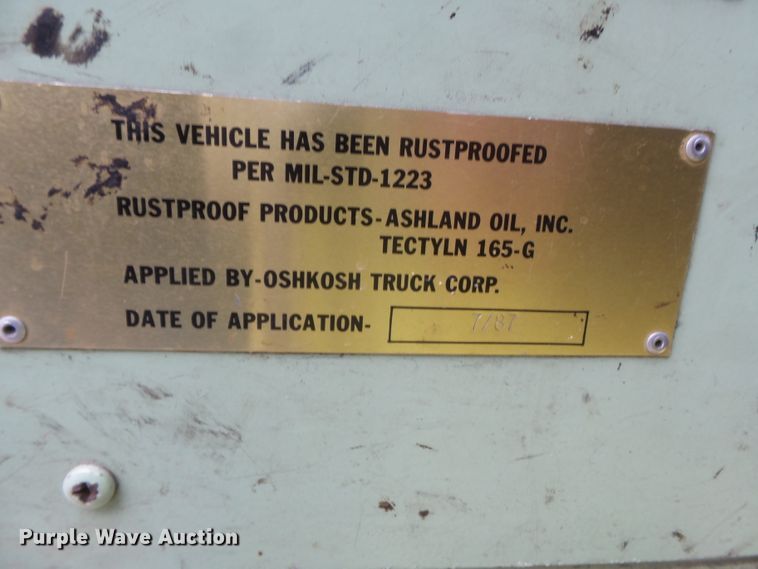 THIS VEHICLE HAS BEEN RUSTPROOFED
PER MIL-STD-1223
RUSTPROOF PRODUCTS-ASHLAND OIL, INC.
TECTYLN 165-G
APPLIED BY-OSHKOSH TRUCK CORP.
DATE OF APPLICATION- 7/87
Purple Wave Auction